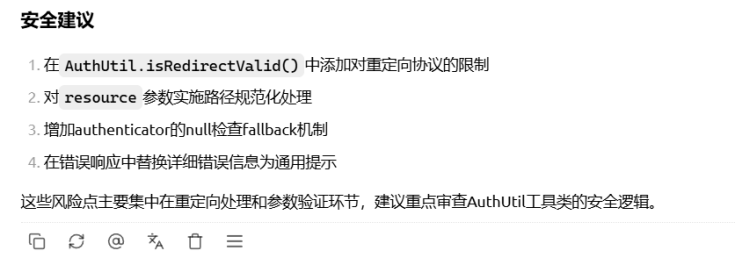 安全建议
1. 在 AuthUtil.isRedirectValid() 中添加对重定向协议的限制
2. 对 resource 参数实施路径规范化处理
3. 增加authenticator的null检查fallback机制
4. 在错误响应中替换详细错误信息为通用提示
这些风险点主要集中在重定向处理和参数验证环节，建议重点审查AuthUtil工具类的安全逻辑。